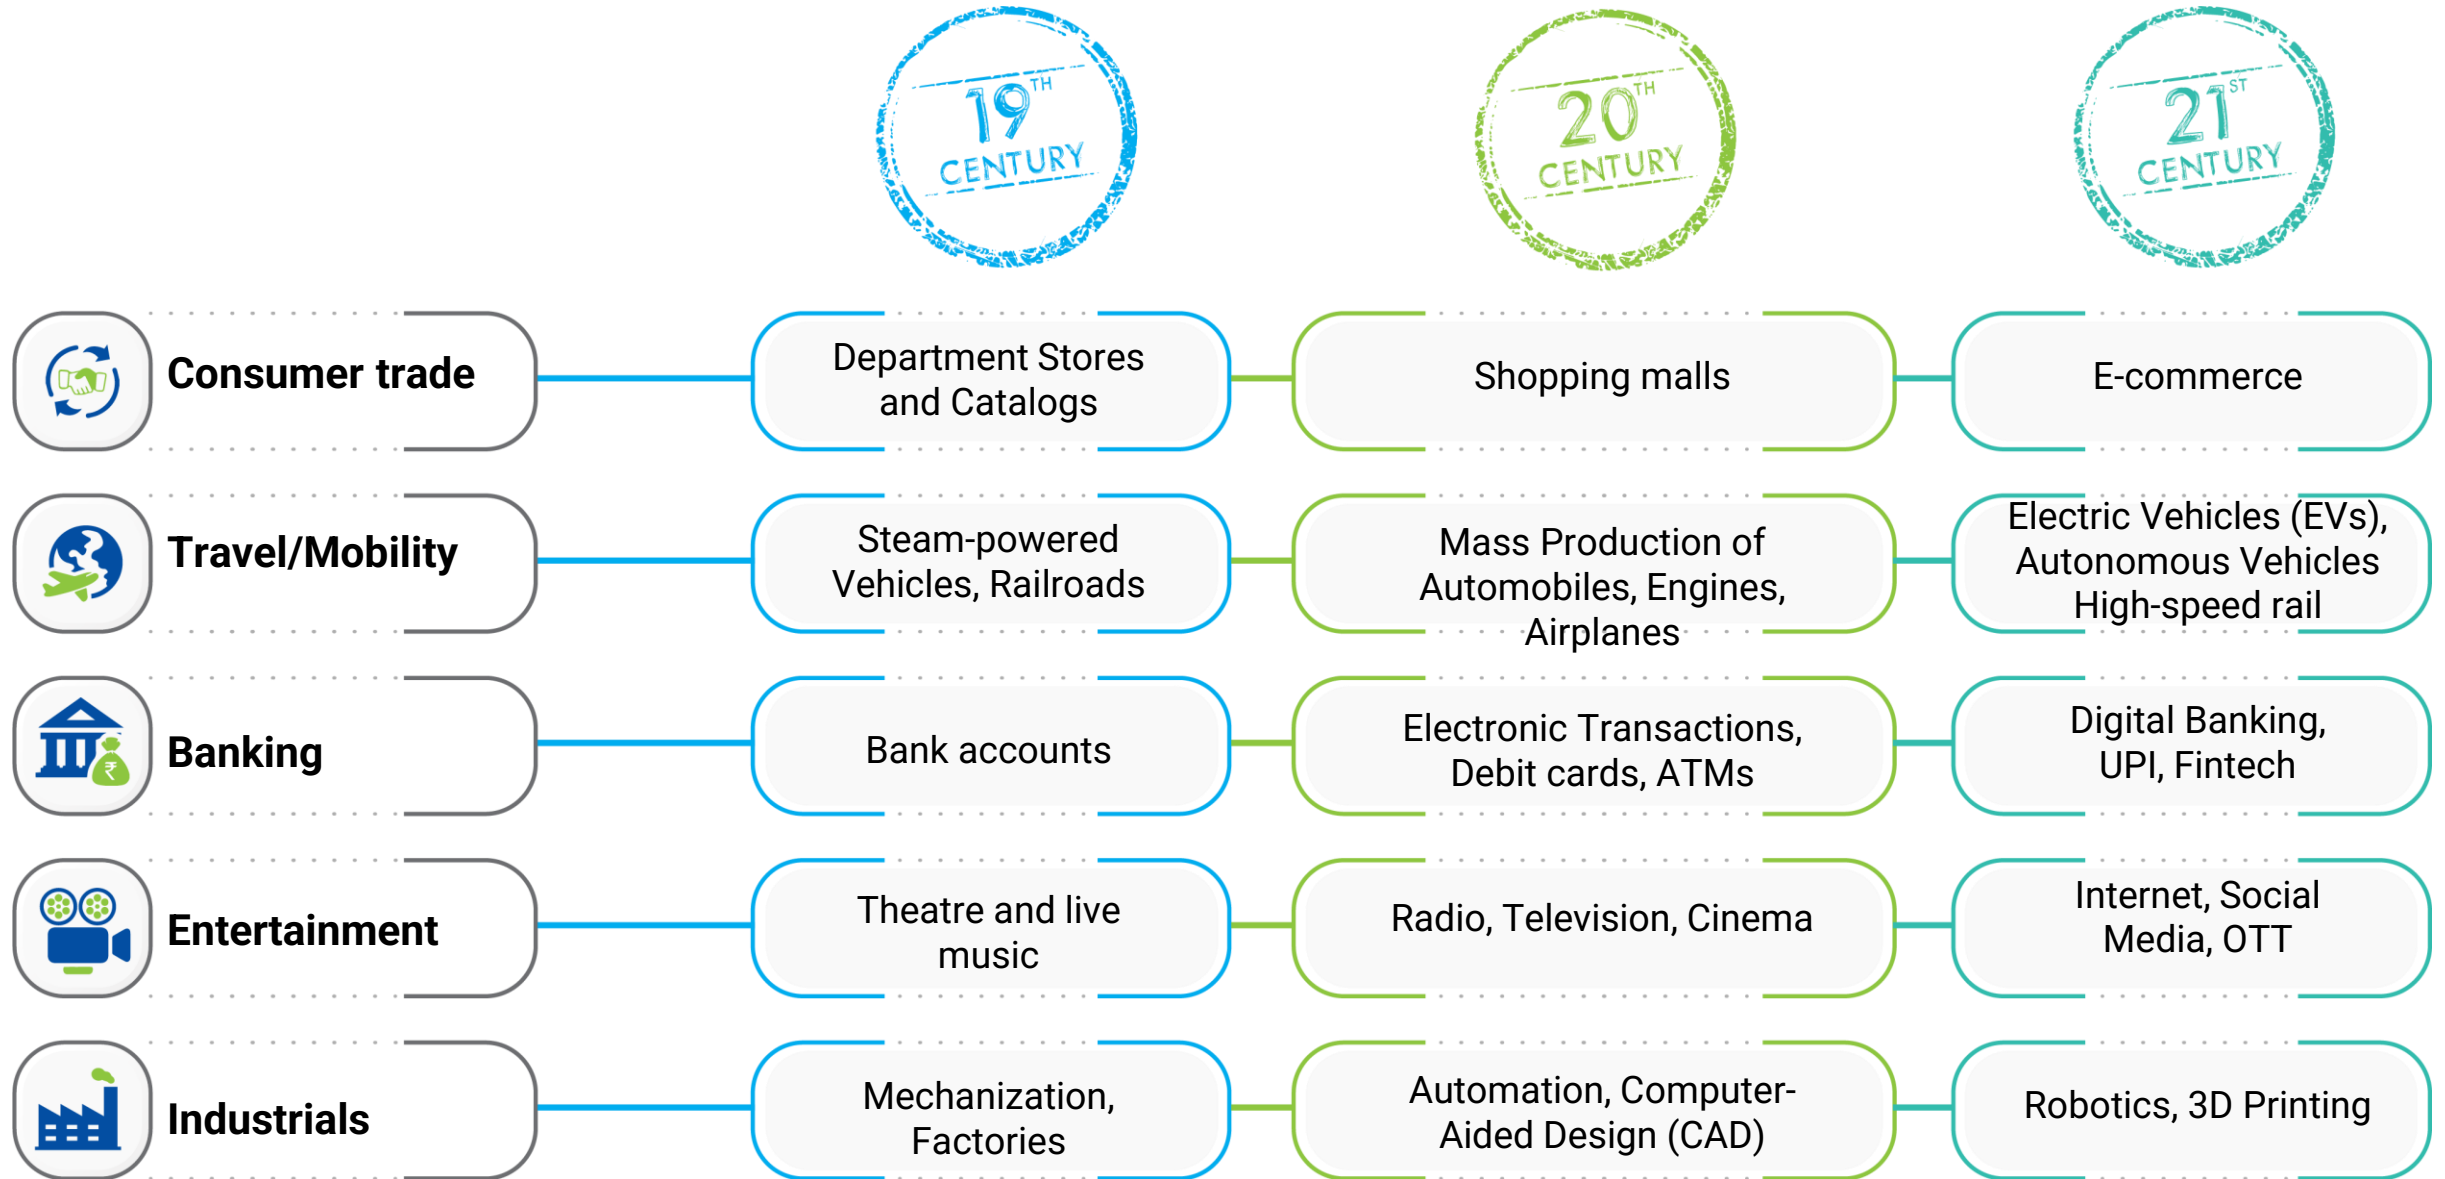 19TH
CENTURY
20TH
CENTURY
21ST
CENTURY
Consumer trade
Department Stores
and Catalogs
Shopping malls
E-commerce
Travel/Mobility
Steam-powered
Vehicles, Railroads
Mass Production of
Automobiles, Engines,
Airplanes
Electric Vehicles (EVs),
Autonomous Vehicles
High-speed rail
₹
Banking
Bank accounts
Electronic Transactions,
Debit cards, ATMs
Digital Banking,
UPI, Fintech
Entertainment
Theatre and live
music
Radio, Television, Cinema
Internet, Social
Media, OTT
Industrials
Mechanization,
Factories
Automation, Computer-
Aided Design (CAD)
Robotics, 3D Printing